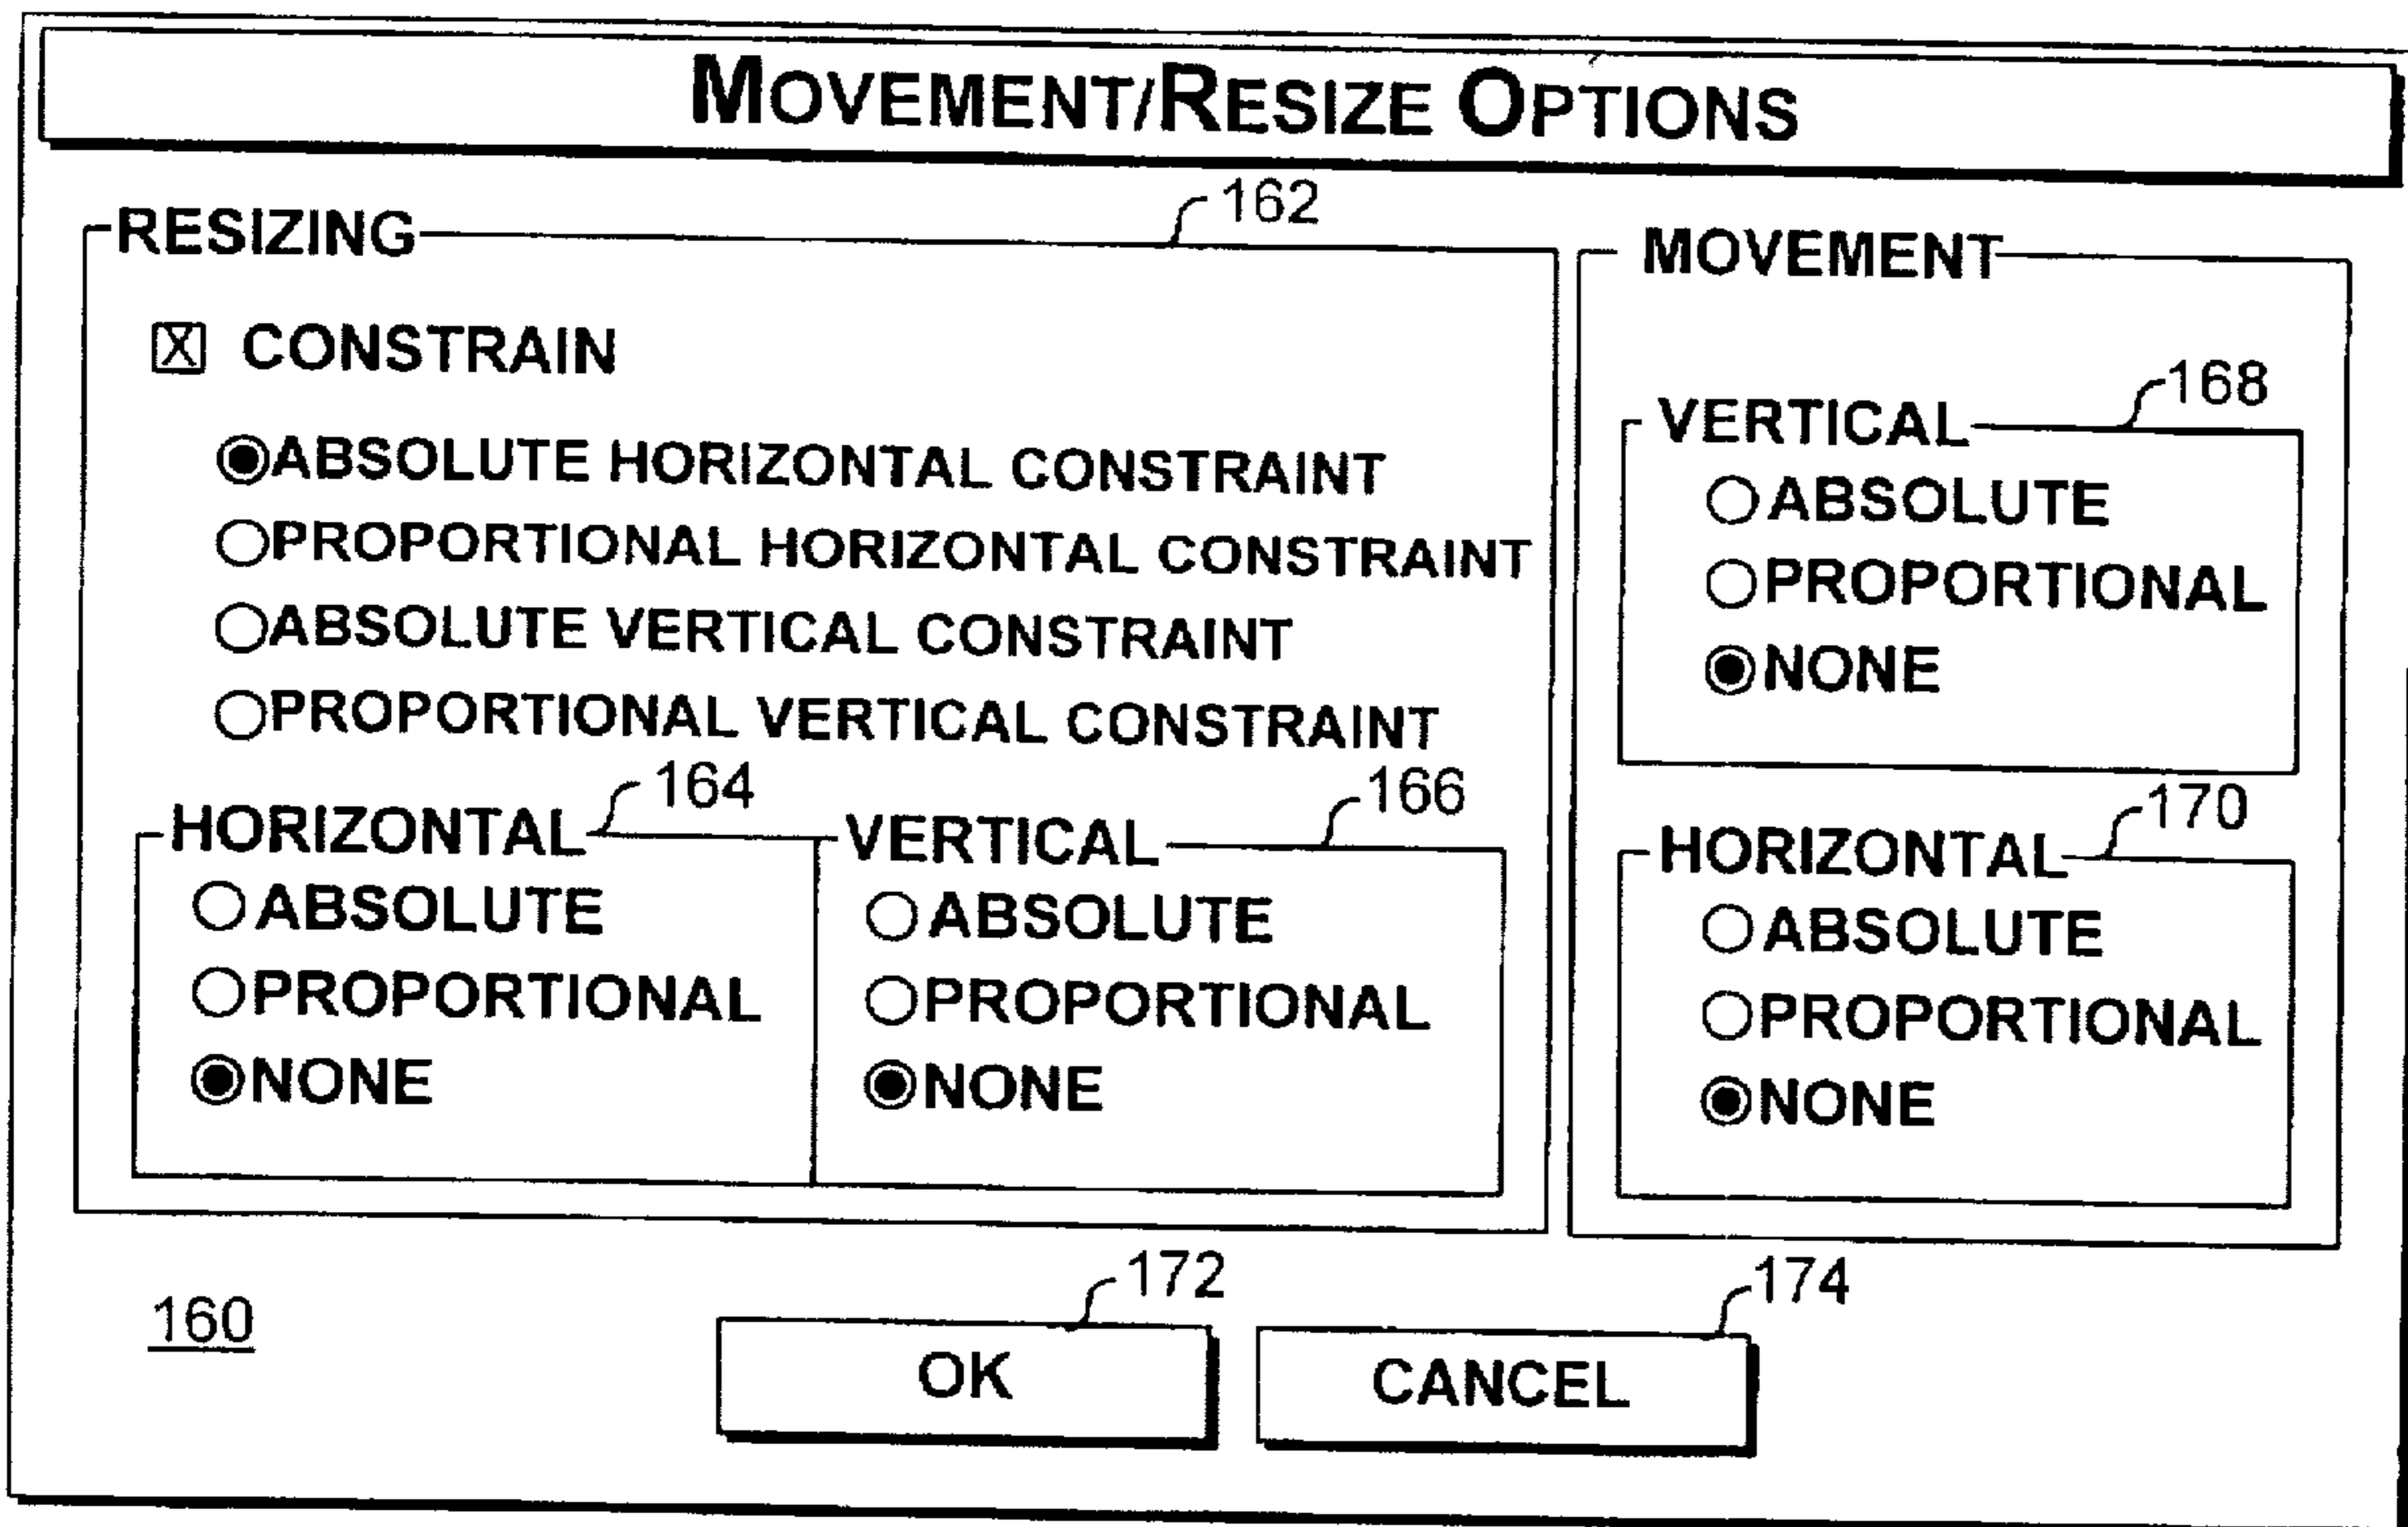 MOVEMENT/RESIZE OPTIONS
162
RESIZING
X CONSTRAIN
ABSOLUTE HORIZONTAL CONSTRAINT
PROPORTIONAL HORIZONTAL CONSTRAINT
ABSOLUTE VERTICAL CONSTRAINT
PROPORTIONAL VERTICAL CONSTRAINT
164
HORIZONTAL
ABSOLUTE
PROPORTIONAL
NONE
166
VERTICAL
ABSOLUTE
PROPORTIONAL
NONE
MOVEMENT
168
VERTICAL
ABSOLUTE
PROPORTIONAL
NONE
170
HORIZONTAL
ABSOLUTE
PROPORTIONAL
NONE
160
172
OK
174
CANCEL